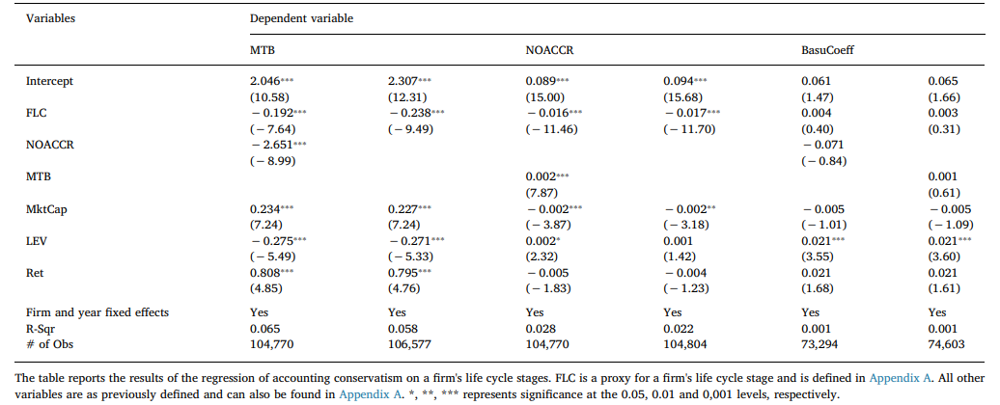 Variables Dependent variable
MTB NOACCR BasuCoeff
Intercept 2.046*** 2.307*** 0.089*** 0.094*** 0.061 0.065
(10.58) (12.31) (15.00) (15.68) (1.47) (1.66)
FLC −0.192*** −0.238*** −0.016*** −0.017*** 0.004 0.003
(−7.64) (−9.49) (−11.46) (−11.70) (0.40) (0.31)
NOACCR −2.651*** −0.071
(−8.99) (−0.84)
MTB 0.002*** 0.001
(7.87) (0.61)
MktCap 0.234*** 0.227*** −0.002*** −0.002** −0.005 −0.005
(7.24) (7.24) (−3.87) (−3.18) (−1.01) (−1.09)
LEV −0.275*** −0.271*** 0.002* 0.001 0.021*** 0.021***
(−5.49) (−5.33) (2.32) (1.42) (3.55) (3.60)
Ret 0.808*** 0.795*** −0.005 −0.004 0.021 0.021
(4.85) (4.76) (−1.83) (−1.23) (1.68) (1.61)
Firm and year fixed effects Yes Yes Yes Yes Yes Yes
R-Sqr 0.065 0.058 0.028 0.022 0.001 0.001
# of Obs 104,770 106,577 104,770 104,804 73,294 74,603
The table reports the results of the regression of accounting conservatism on a firm's life cycle stages. FLC is a proxy for a firm's life cycle stage and is defined in Appendix A. All other
variables are as previously defined and can also be found in Appendix A. *, **, *** represents significance at the 0.05, 0.01 and 0,001 levels, respectively.